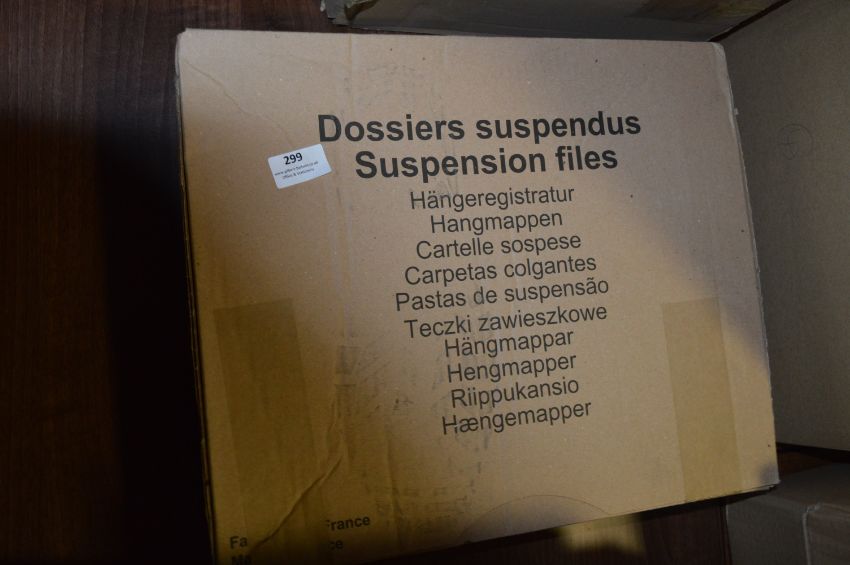 Dossiers suspendus
Suspension files
299
Hängeregistratur
Hangmappen
Cartelle sospese
Carpetas colgantes
Pastas de suspensão
Teczki zawieszkowe
Hängmappar
Hengmapper
Riippukansio
Hængemapper
France
Fa